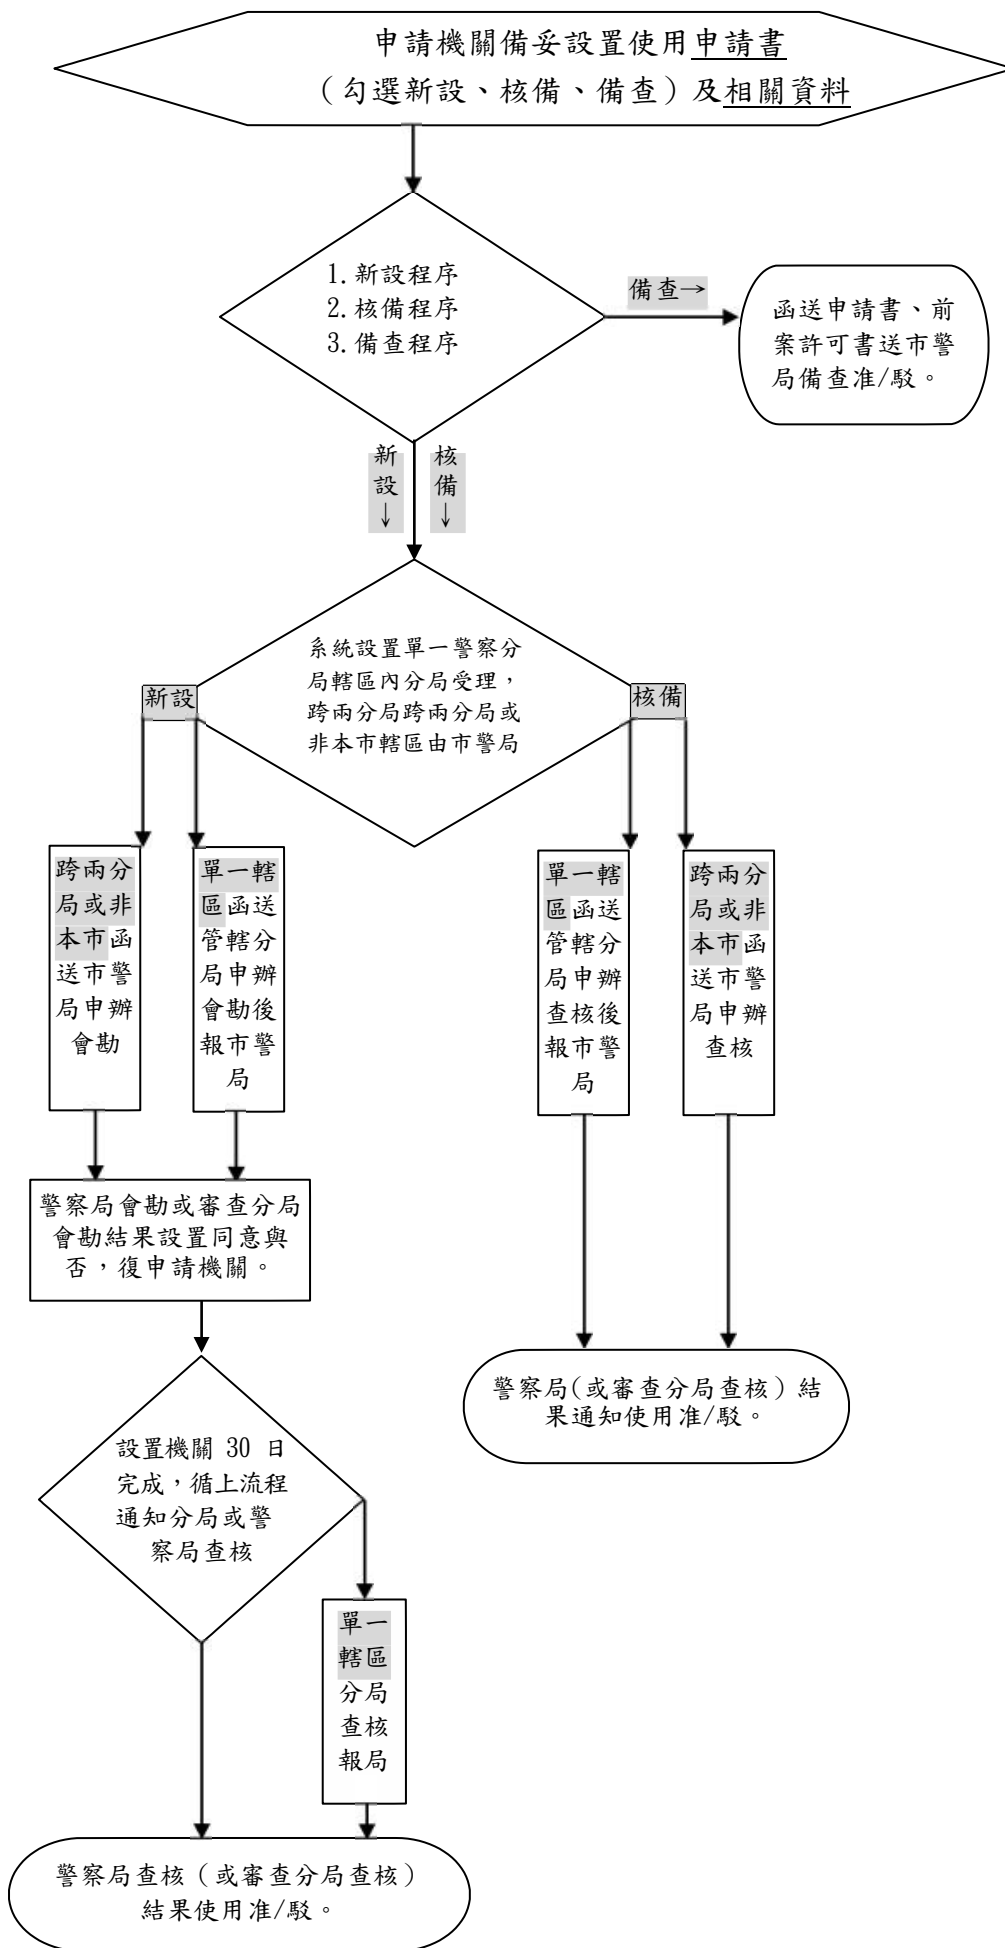 申請機關備妥設置使用申請書
（勾選新設、核備、備查）及相關資料
1.新設程序
2.核備程序
3.備查程序
備查→
函送申請書、前
案許可書送市警
局備查准/駁。
新
設
↓
核
備
↓
系統設置單一警察分
局轄區內分局受理，
跨兩分局跨兩分局或
非本市轄區由市警局
新設
核備
跨兩分
局或非
本市函
送市警
局申辦
會勘
單一轄
區函送
管轄分
局申辦
會勘後
報市警
局
單一轄
區函送
管轄分
局申辦
查核後
報市警
局
跨兩分
局或非
本市函
送市警
局申辦
查核
警察局會勘或審查分局
會勘結果設置同意與
否，復申請機關。
警察局(或審查分局查核）結
果通知使用准/駁。
設置機關 30 日
完成，循上流程
通知分局或警
察局查核
單一
轄區
分局
查核
報局
警察局查核（或審查分局查核）
結果使用准/駁。